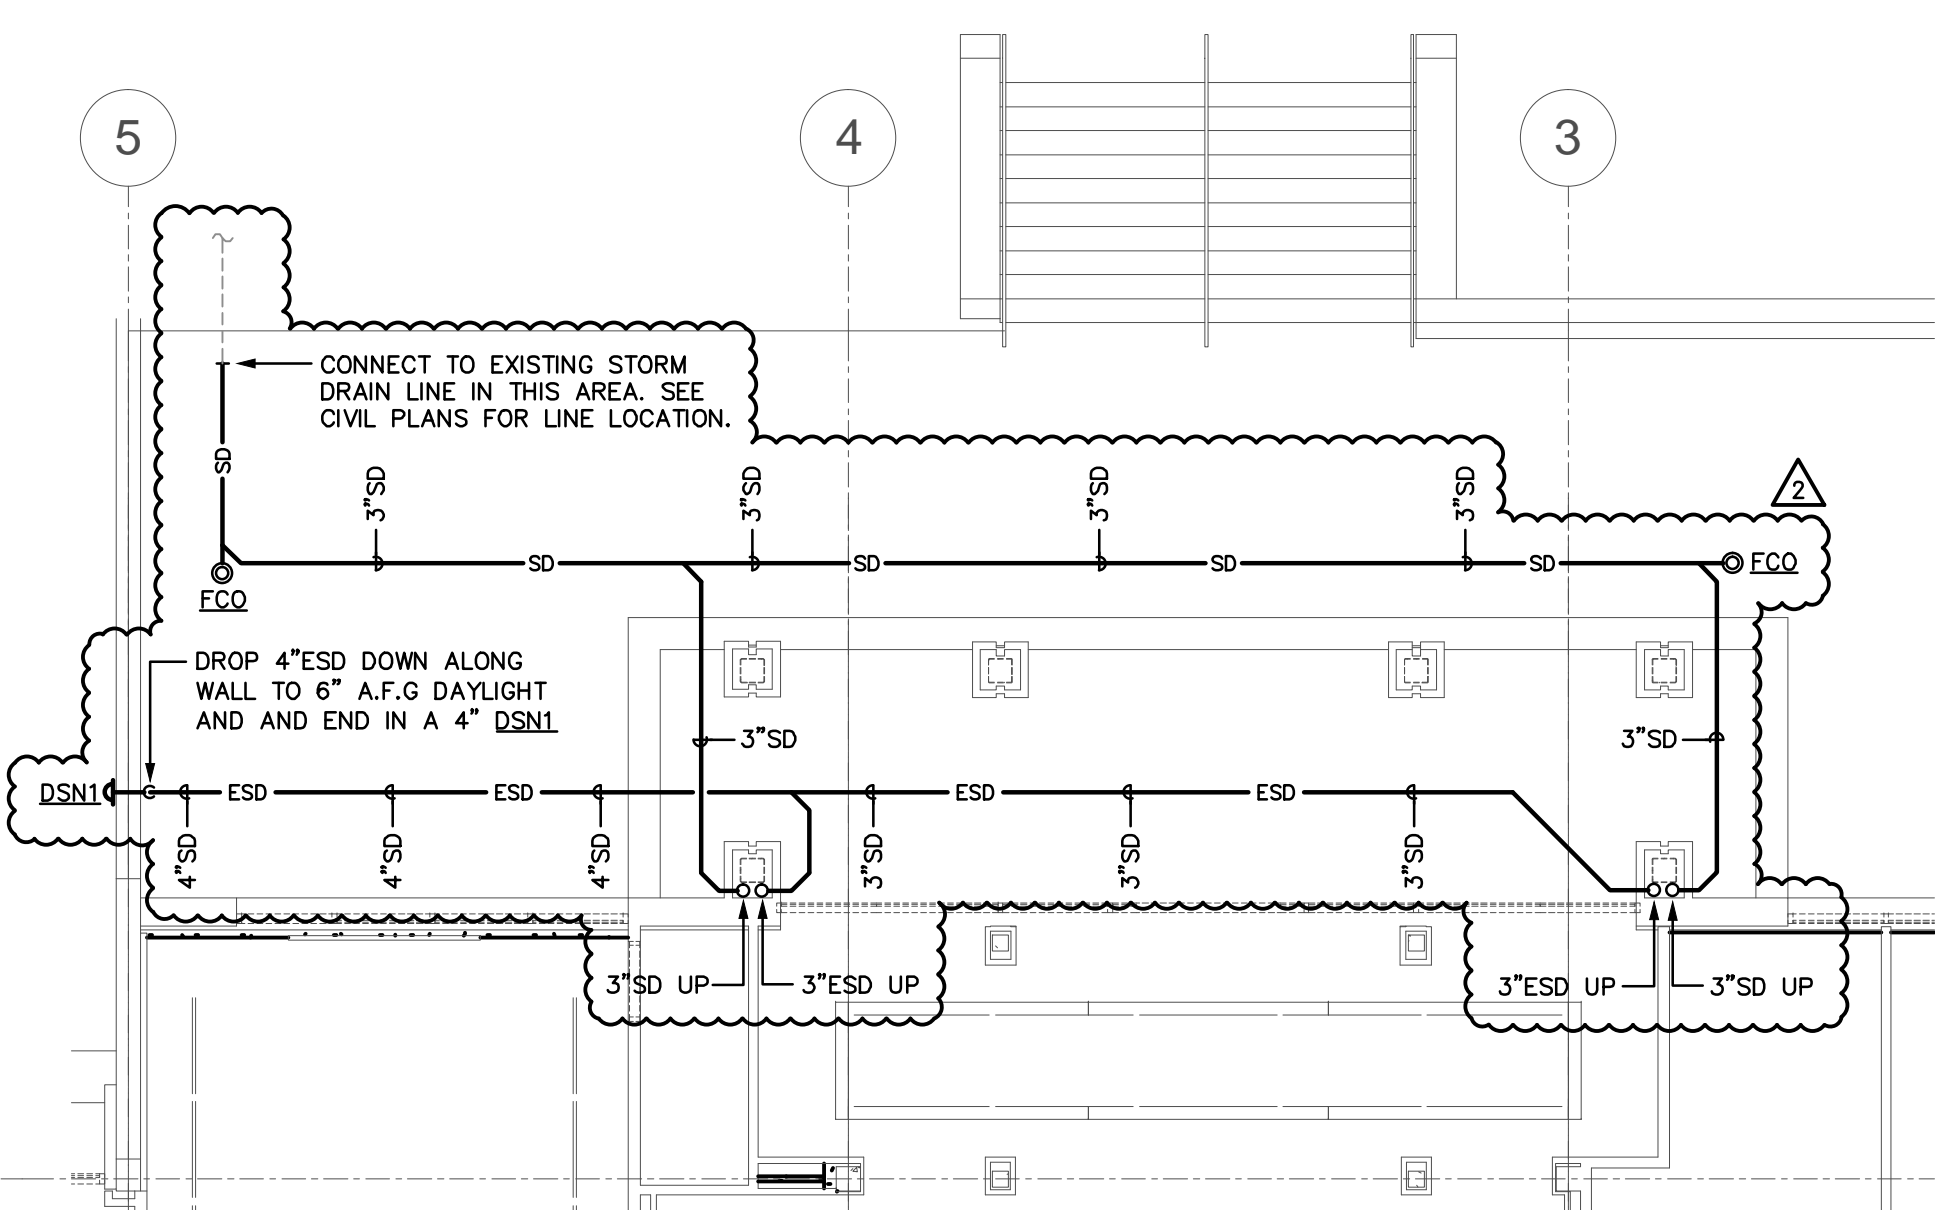 5
4
3
CONNECT TO EXISTING STORM
DRAIN LINE IN THIS AREA. SEE
CIVIL PLANS FOR LINE LOCATION.
SD
3"SD
3"SD
3"SD
3"SD
2
SD
SD
SD
SD
FCO
FCO
DROP 4"ESD DOWN ALONG
WALL TO 6" A.F.G DAYLIGHT
AND AND END IN A 4" DSN1
3"SD
3"SD
DSN1
ESD
ESD
ESD
ESD
4"SD
4"SD
4"SD
3"SD
3"SD
3"SD
3"SD UP
3"ESD UP
3"ESD UP
3"SD UP